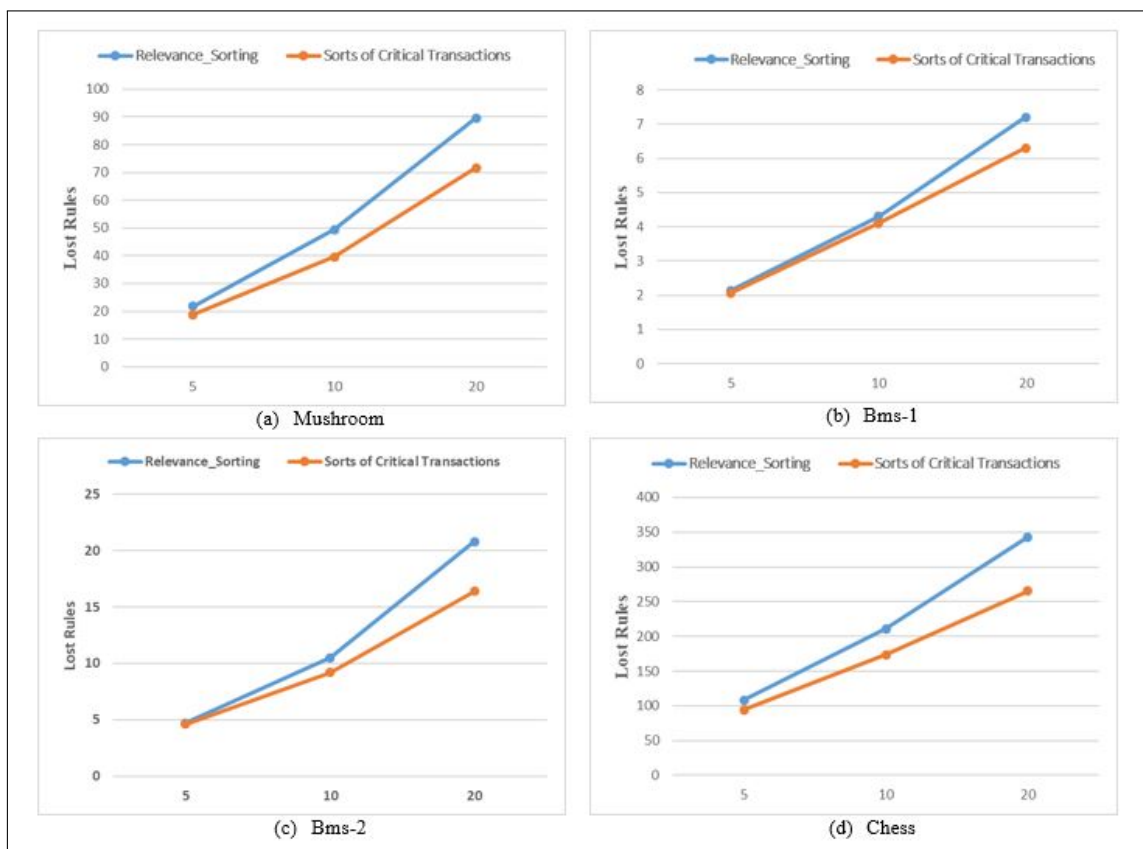 Relevance_Sorting Sorts of Critical Transactions
100
90
80
70
60
50
40
30
20
10
0
Lost Rules
5 10 20
(a) Mushroom
Relevance_Sorting Sorts of Critical Transactions
8
7
6
5
4
3
2
1
0
Lost Rules
5 10 20
(b) Bms-1
Relevance_Sorting Sorts of Critical Transactions
25
20
15
10
5
0
Lost Rules
5 10 20
(c) Bms-2
Relevance_Sorting Sorts of Critical Transactions
400
350
300
250
200
150
100
50
0
Lost Rules
5 10 20
(d) Chess